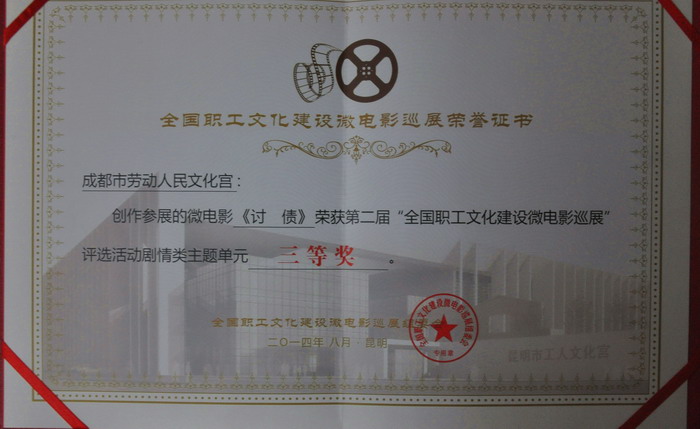 全国职工文化建设微电影巡展荣誉证书
成都市劳动人民文化宫：
创作参展的微电影《讨 债》荣获第二届“全国职工文化建设微电影巡展”
评选活动剧情类主题单元 三等奖 。
全国职工文化建设微电影巡展组委会
二〇一四年 八月·昆明
昆明市工人文化宫